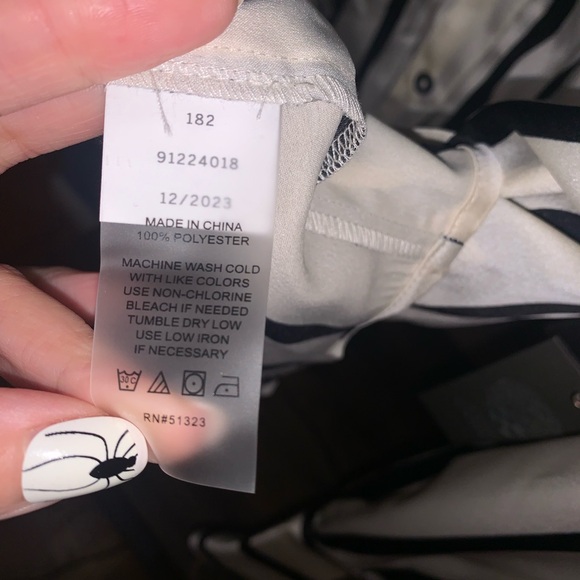 182
91224018
12/2023
MADE IN CHINA
100% POLYESTER
MACHINE WASH COLD
WITH LIKE COLORS
USE NON-CHLORINE
BLEACH IF NEEDED
TUMBLE DRY LOW
USE LOW IRON
IF NECESSARY
30C
RN#51323